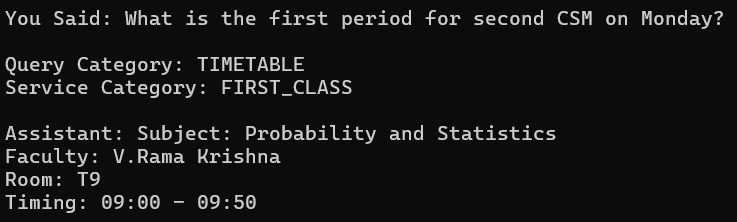 You Said: What is the first period for second CSM on Monday?
Query Category: TIMETABLE
Service Category: FIRST_CLASS
Assistant: Subject: Probability and Statistics
Faculty: V.Rama Krishna
Room: T9
Timing: 09:00 - 09:50